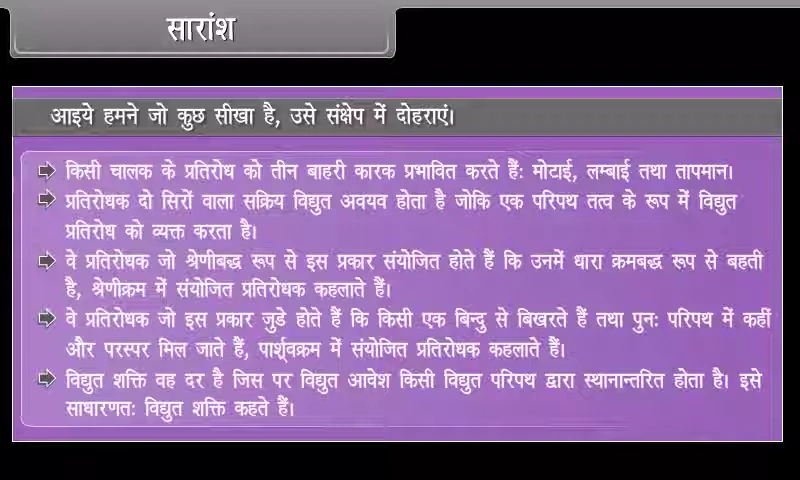 सारांश
आइये हमने जो कुछ सीखा है, उसे संक्षेप में दोहराएं।
किसी चालक के प्रतिरोध को तीन बाहरी कारक प्रभावित करते हैं: मोटाई, लम्बाई तथा तापमान।
प्रतिरोधक दो सिरों वाला सक्रिय विद्युत अवयव होता है जोकि एक परिपथ तत्व के रूप में विद्युत
प्रतिरोध को व्यक्त करता है।
वे प्रतिरोधक जो श्रेणीबद्ध रूप से इस प्रकार संयोजित होते हैं कि उनमें धारा क्रमबद्ध रूप से बहती
है, श्रेणीक्रम में संयोजित प्रतिरोधक कहलाते हैं।
वे प्रतिरोधक जो इस प्रकार जुडे होते हैं कि किसी एक बिन्दु से बिखरते हैं तथा पुनः परिपथ में कहीं
और परस्पर मिल जाते हैं, पार्श्वक्रम में संयोजित प्रतिरोधक कहलाते हैं।
विद्युत शक्ति वह दर है जिस पर विद्युत आवेश किसी विद्युत परिपथ द्वारा स्थानान्तरित होता है। इसे
साधारणतः विद्युत शक्ति कहते हैं।